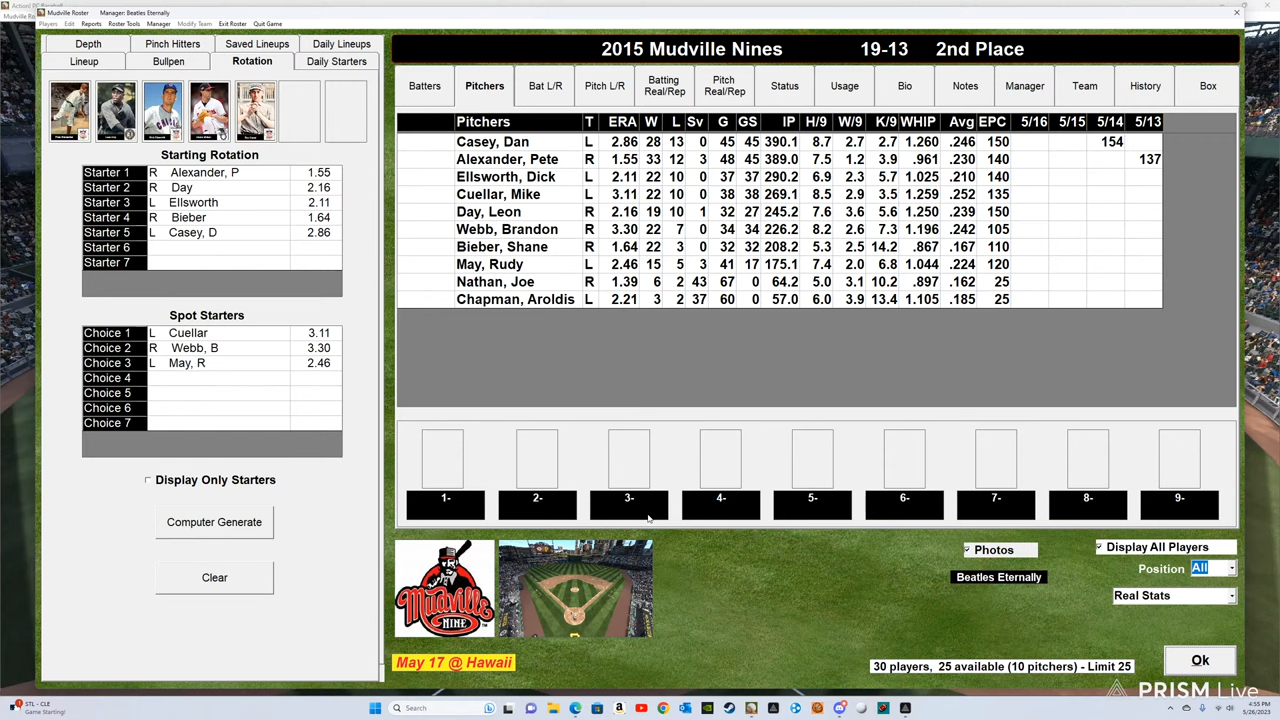 Action! PC Baseball
Mudville Roster Manager: Beatles Eternally
Players Edit Reports Roster Tools Manager Modify Team Exit Roster Quit Game
Depth Pinch Hitters Saved Lineups Daily Lineups
Lineup Bullpen Rotation Daily Starters
Starting Rotation
Starter 1 R Alexander, P 1.55
Starter 2 R Day 2.16
Starter 3 L Ellsworth 2.11
Starter 4 R Bieber 1.64
Starter 5 L Casey, D 2.86
Starter 6
Starter 7
Spot Starters
Choice 1 L Cuellar 3.11
Choice 2 R Webb, B 3.30
Choice 3 L May, R 2.46
Choice 4
Choice 5
Choice 6
Choice 7
Display Only Starters
Computer Generate
Clear
2015 Mudville Nines 19-13 2nd Place
Batters Pitchers Bat L/R Pitch L/R Batting Real/Rep Pitch Real/Rep Status Usage Bio Notes Manager Team History Box
Pitchers T ERA W L Sv G GS IP H/9 W/9 K/9 WHIP Avg EPC 5/16 5/15 5/14 5/13
Casey, Dan L 2.86 28 13 0 45 45 390.1 8.7 2.7 2.7 1.260 .246 150 154
Alexander, Pete R 1.55 33 12 3 48 45 389.0 7.5 1.2 3.9 .961 .230 140 137
Ellsworth, Dick L 2.11 22 10 0 37 37 290.2 6.9 2.3 5.7 1.025 .210 140
Cuellar, Mike L 3.11 22 10 0 38 38 269.1 8.5 2.9 3.5 1.259 .252 135
Day, Leon R 2.16 19 10 1 32 27 245.2 7.6 3.6 5.6 1.250 .239 150
Webb, Brandon R 3.30 22 7 0 34 34 226.2 8.2 2.6 7.3 1.196 .242 105
Bieber, Shane R 1.64 22 3 0 32 32 208.2 5.3 2.5 14.2 .867 .167 110
May, Rudy L 2.46 15 5 3 41 17 175.1 7.4 2.0 6.8 1.044 .224 120
Nathan, Joe R 1.39 6 2 43 67 0 64.2 5.0 3.1 10.2 .897 .162 25
Chapman, Aroldis L 2.21 3 2 37 60 0 57.0 6.0 3.9 13.4 1.105 .185 25
1- 2- 3- 4- 5- 6- 7- 8- 9-
MUDVILLE
NINE
Photos
Beatles Eternally
Display All Players
Position All
Real Stats
May 17 @ Hawaii
30 players, 25 available (10 pitchers) - Limit 25
Ok
PRISM Live
STL - CLE
Game Starting!
Search
4:55 PM
5/26/2023